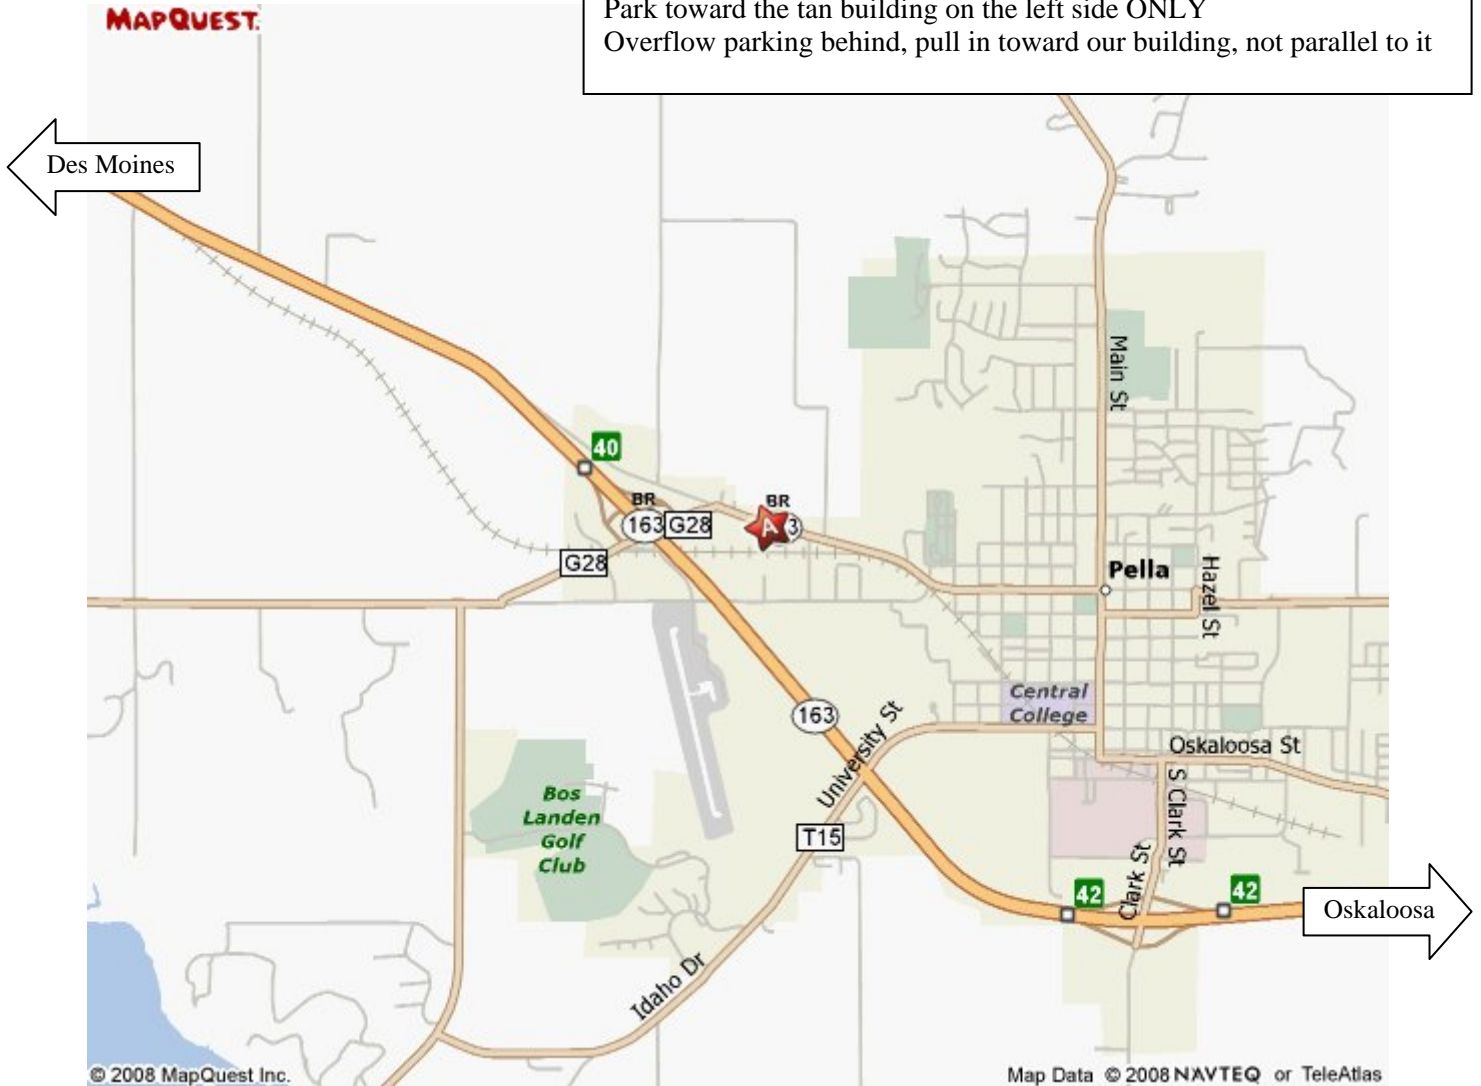 Park toward the tan building on the left side ONLY
Overflow parking behind, pull in toward our building, not parallel to it
MAPQUEST.
Des Moines
Main St
40
BR
163
G28
BR
A
3
G28
Pella
Hazel St
Central
College
163
University St
Oskaloosa St
S Clark St
Bos
Landen
Golf
Club
T15
Clark St
42
42
Oskaloosa
Idaho Dr
© 2008 MapQuest Inc.
Map Data © 2008 NAVTEQ or TeleAtlas